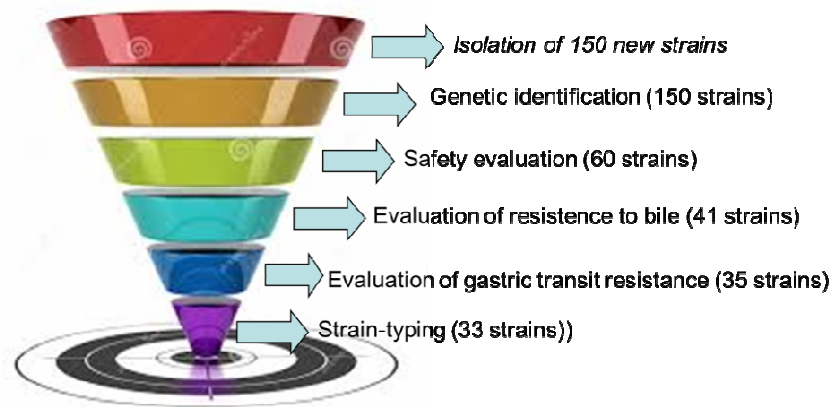 Isolation of 150 new strains
Genetic identification (150 strains)
Safety evaluation (60 strains)
Evaluation of resistence to bile (41 strains)
Evaluation of gastric transit resistance (35 strains)
Strain-typing (33 strains))